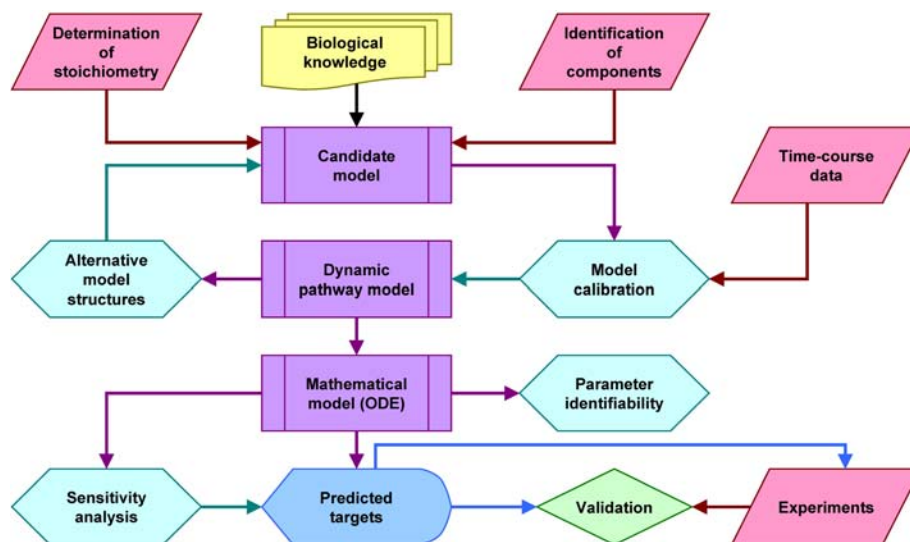 Determination
of
stoichiometry
Biological
knowledge
Identification
of
components
Candidate
model
Time-course
data
Alternative
model
structures
Dynamic
pathway model
Model
calibration
Mathematical
model (ODE)
Parameter
identifiability
Sensitivity
analysis
Predicted
targets
Validation
Experiments